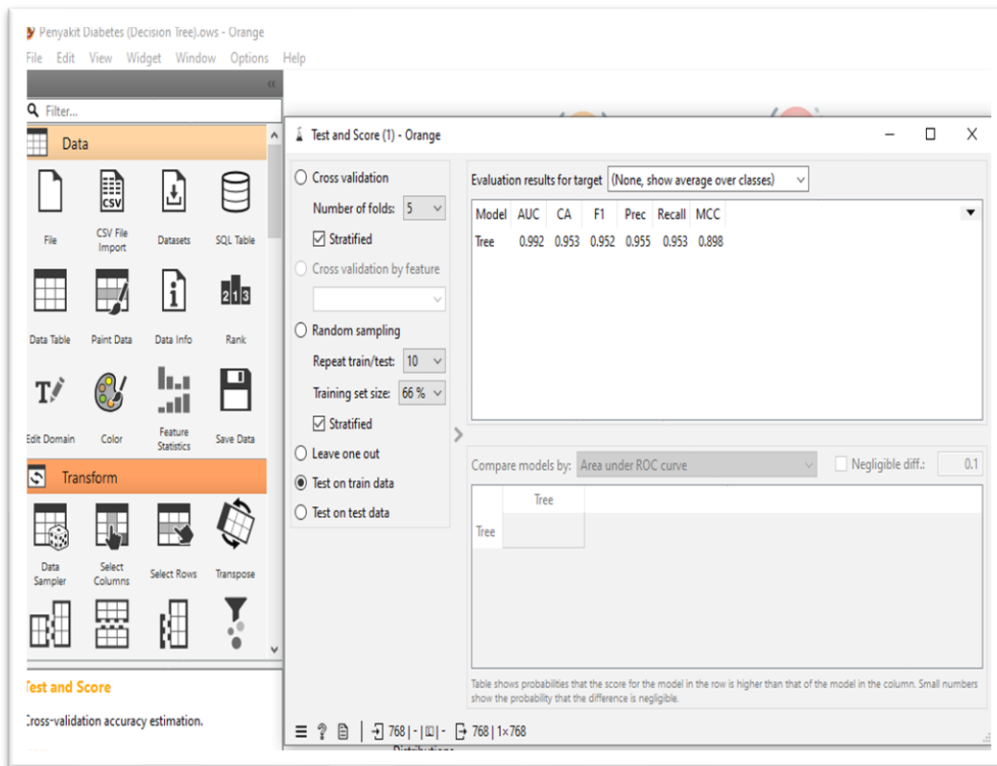 Penyakit Diabetes (Decision Tree).ows - Orange
File Edit View Widget Window Options Help
Filter...
Data
File
CSV File Import
Datasets
SQL Table
Data Table
Paint Data
Data Info
Rank
Edit Domain
Color
Feature Statistics
Save Data
Transform
Data Sampler
Select Columns
Select Rows
Transpose
Test and Score
Cross-validation accuracy estimation.
Test and Score (1) - Orange
Cross validation
Number of folds: 5
Stratified
Cross validation by feature
Random sampling
Repeat train/test: 10
Training set size: 66 %
Stratified
Leave one out
Test on train data
Test on test data
Evaluation results for target (None, show average over classes)
Model AUC CA F1 Prec Recall MCC
Tree 0.992 0.953 0.952 0.955 0.953 0.898
Compare models by: Area under ROC curve
Negligible diff.: 0.1
Tree
Tree
Table shows probabilities that the score for the model in the row is higher than that of the model in the column. Small numbers
show the probability that the difference is negligible.
768 | - | - 768 | 1×768